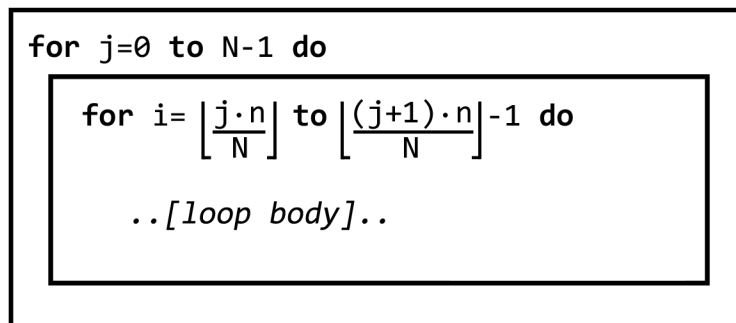 for j=0 to N-1 do
for i= ⌊j·n/N⌋ to ⌊(j+1)·n/N⌋-1 do
..[loop body]..